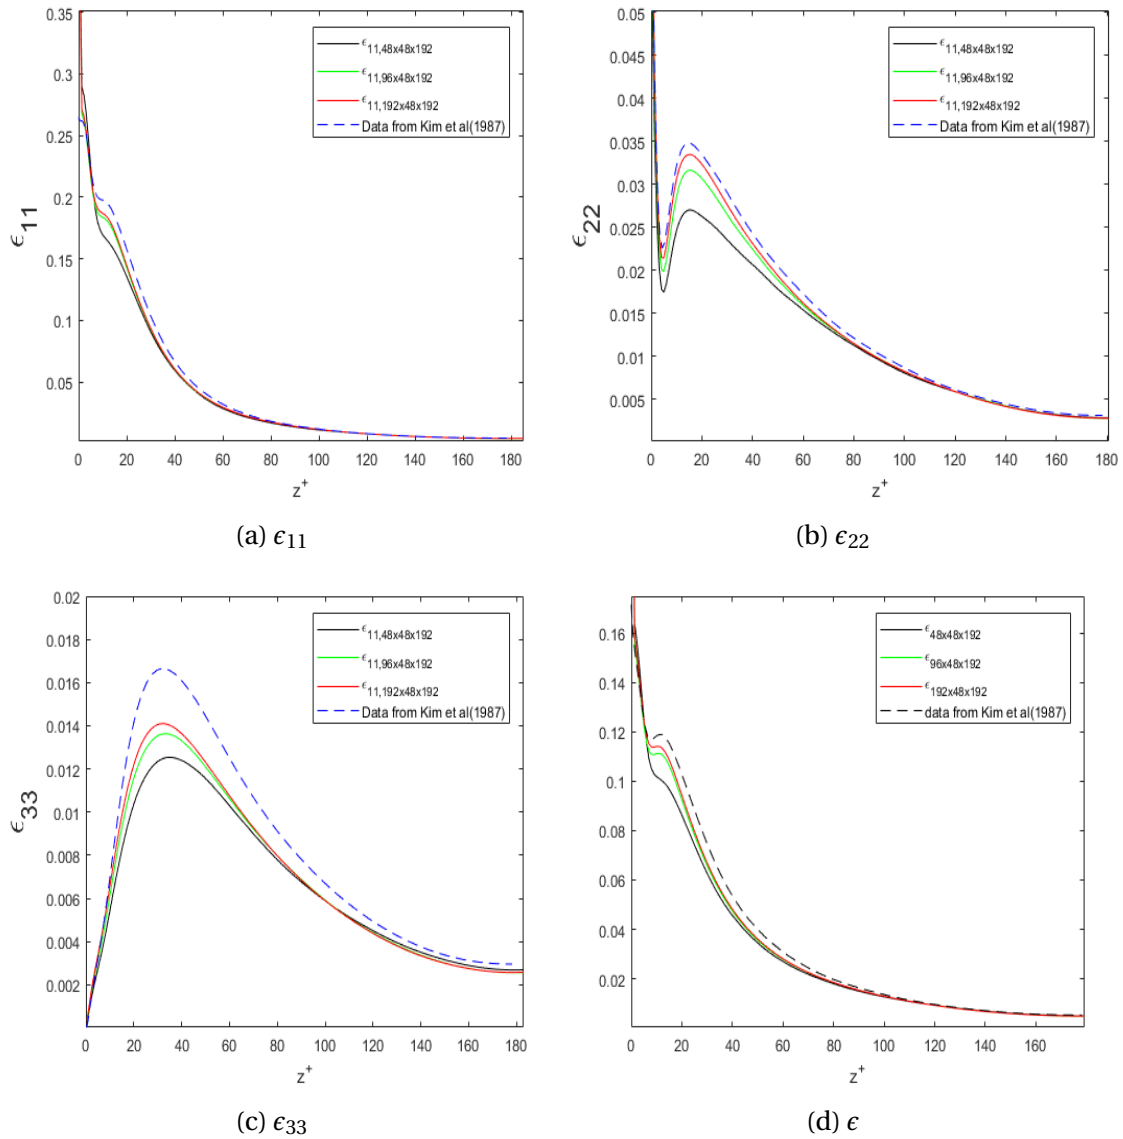 0.35
0.3
0.25
0.2
0.15
0.1
0.05
ϵ11
ϵ11,48x48x192
ϵ11,96x48x192
ϵ11,192x48x192
Data from Kim et al(1987)
0 20 40 60 80 100 120 140 160 180
z+
(a) ϵ11
0.05
0.045
0.04
0.035
0.03
0.025
0.02
0.015
0.01
0.005
ϵ22
ϵ11,48x48x192
ϵ11,96x48x192
ϵ11,192x48x192
Data from Kim et al(1987)
0 20 40 60 80 100 120 140 160 180
z+
(b) ϵ22
0.02
0.018
0.016
0.014
0.012
0.01
0.008
0.006
0.004
0.002
ϵ33
ϵ11,48x48x192
ϵ11,96x48x192
ϵ11,192x48x192
Data from Kim et al(1987)
0 20 40 60 80 100 120 140 160 180
z+
(c) ϵ33
0.16
0.14
0.12
0.1
0.08
0.06
0.04
0.02
ϵ48x48x192
ϵ96x48x192
ϵ192x48x192
data from Kim et al(1987)
0 20 40 60 80 100 120 140 160
z+
(d) ϵ